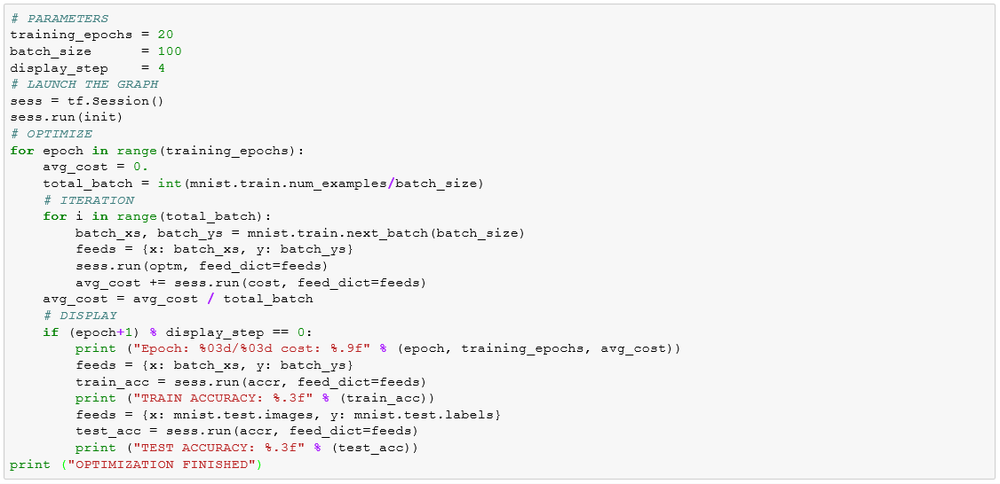 # PARAMETERS
training_epochs = 20
batch_size      = 100
display_step    = 4
# LAUNCH THE GRAPH
sess = tf.Session()
sess.run(init)
# OPTIMIZE
for epoch in range(training_epochs):
    avg_cost = 0.
    total_batch = int(mnist.train.num_examples/batch_size)
    # ITERATION
    for i in range(total_batch):
        batch_xs, batch_ys = mnist.train.next_batch(batch_size)
        feeds = {x: batch_xs, y: batch_ys}
        sess.run(optm, feed_dict=feeds)
        avg_cost += sess.run(cost, feed_dict=feeds)
    avg_cost = avg_cost / total_batch
    # DISPLAY
    if (epoch+1) % display_step == 0:
        print ("Epoch: %03d/%03d cost: %.9f" % (epoch, training_epochs, avg_cost))
        feeds = {x: batch_xs, y: batch_ys}
        train_acc = sess.run(accr, feed_dict=feeds)
        print ("TRAIN ACCURACY: %.3f" % (train_acc))
        feeds = {x: mnist.test.images, y: mnist.test.labels}
        test_acc = sess.run(accr, feed_dict=feeds)
        print ("TEST ACCURACY: %.3f" % (test_acc))
print ("OPTIMIZATION FINISHED")